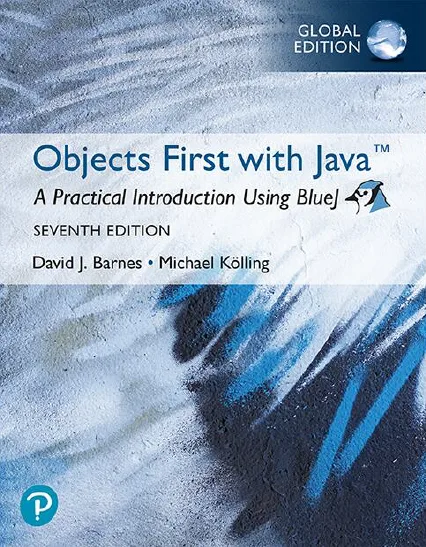 GLOBAL
EDITION
Objects First with Java™
A Practical Introduction Using BlueJ
SEVENTH EDITION
David J. Barnes • Michael Kölling
P